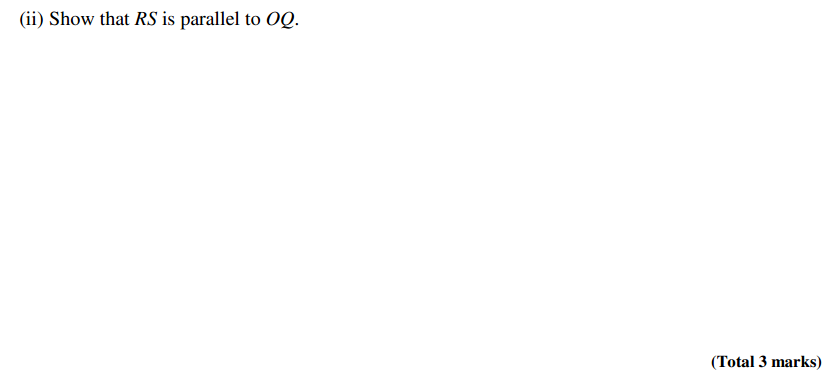 (ii) Show that RS is parallel to OQ.
(Total 3 marks)